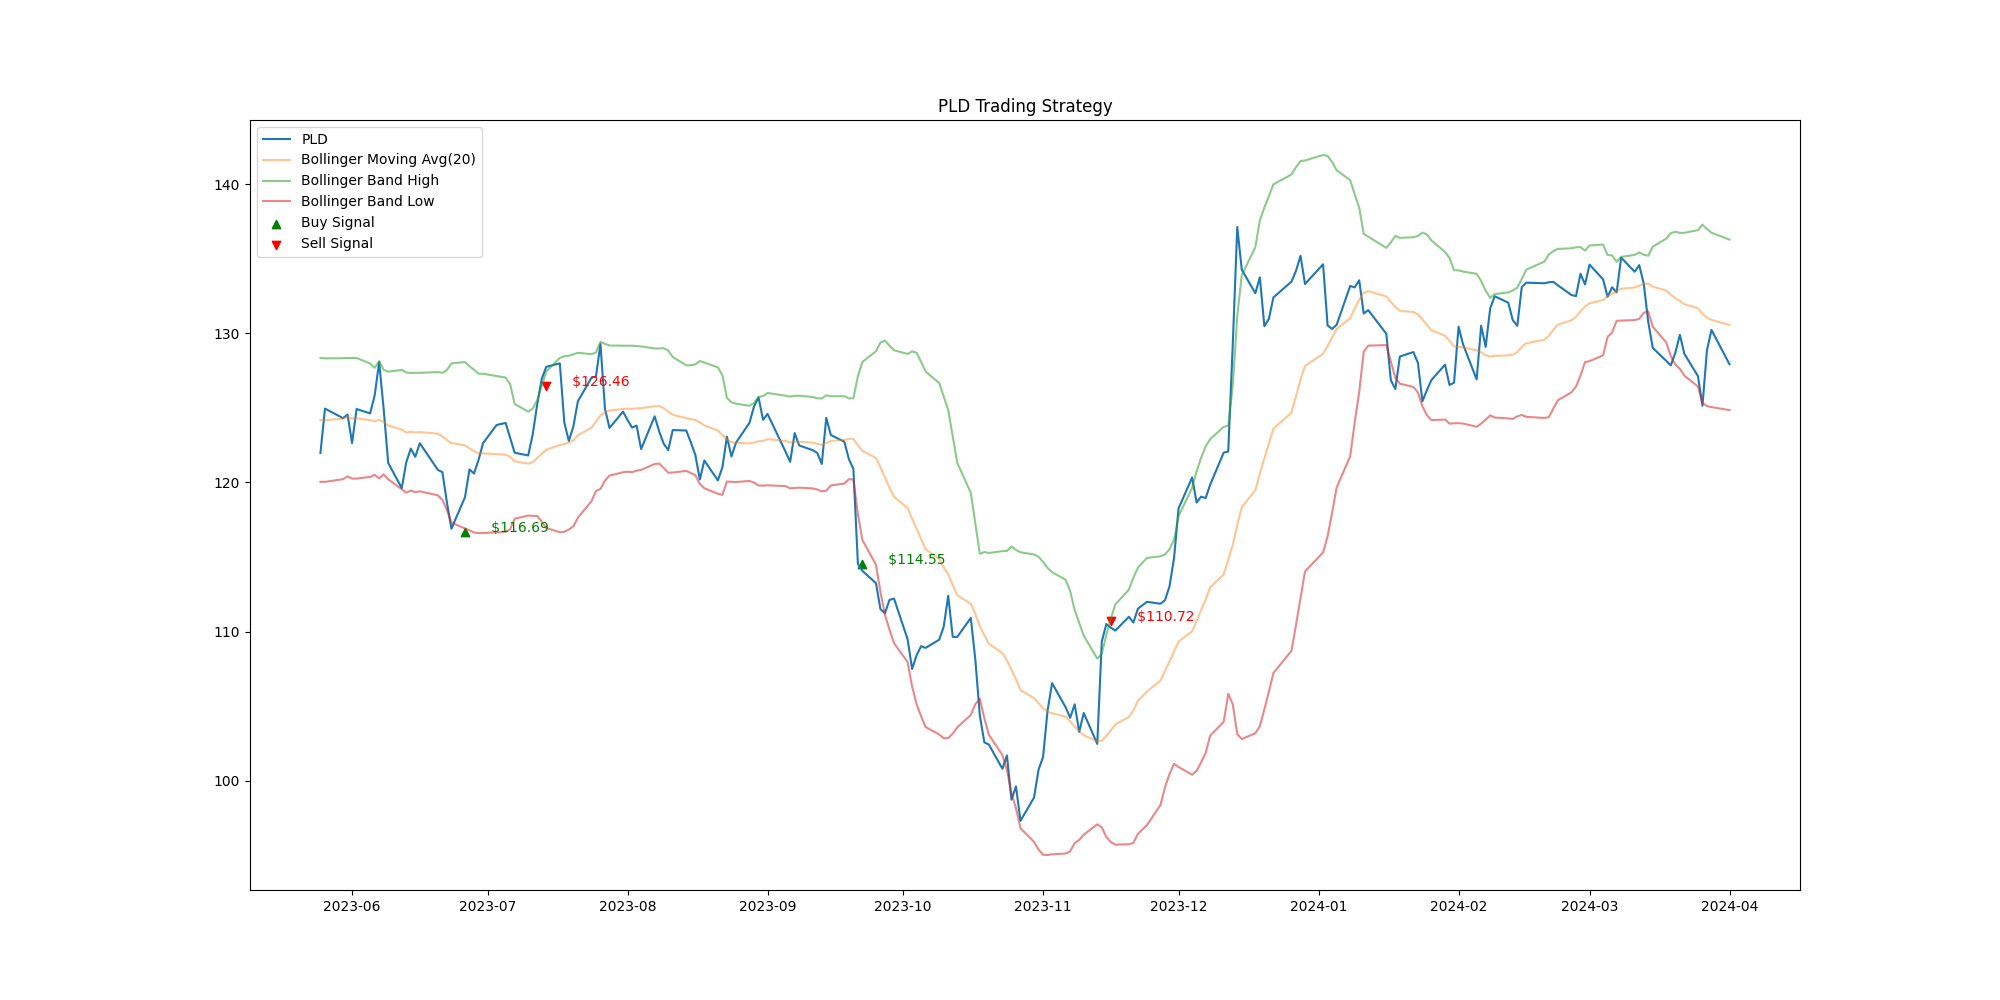 PLD Trading Strategy
PLD
Bollinger Moving Avg(20)
Bollinger Band High
Bollinger Band Low
Buy Signal
Sell Signal
140
130
120
110
100
$126.46
$116.69
$114.55
$110.72
2023-06 2023-07 2023-08 2023-09 2023-10 2023-11 2023-12 2024-01 2024-02 2024-03 2024-04